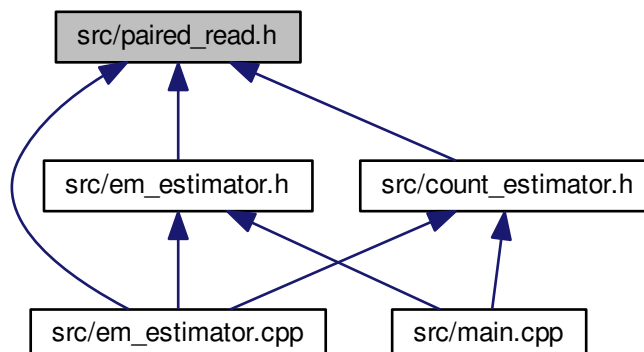 src/paired_read.h
src/em_estimator.h
src/count_estimator.h
src/em_estimator.cpp
src/main.cpp